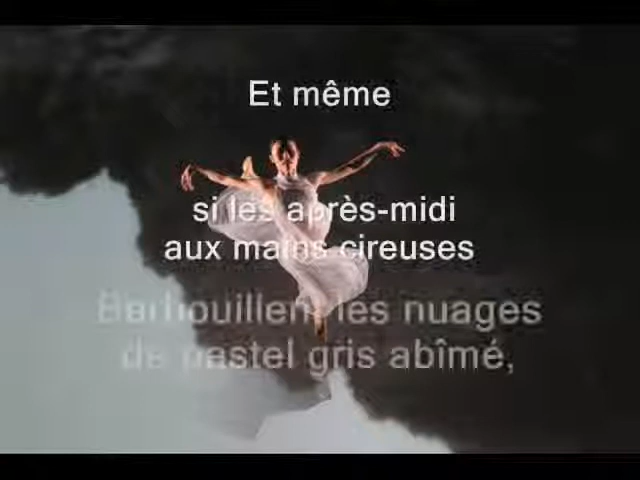 Et même
si les après-midi
aux mains cireuses
Barbouillent les nuages
de pastel gris abîmé,